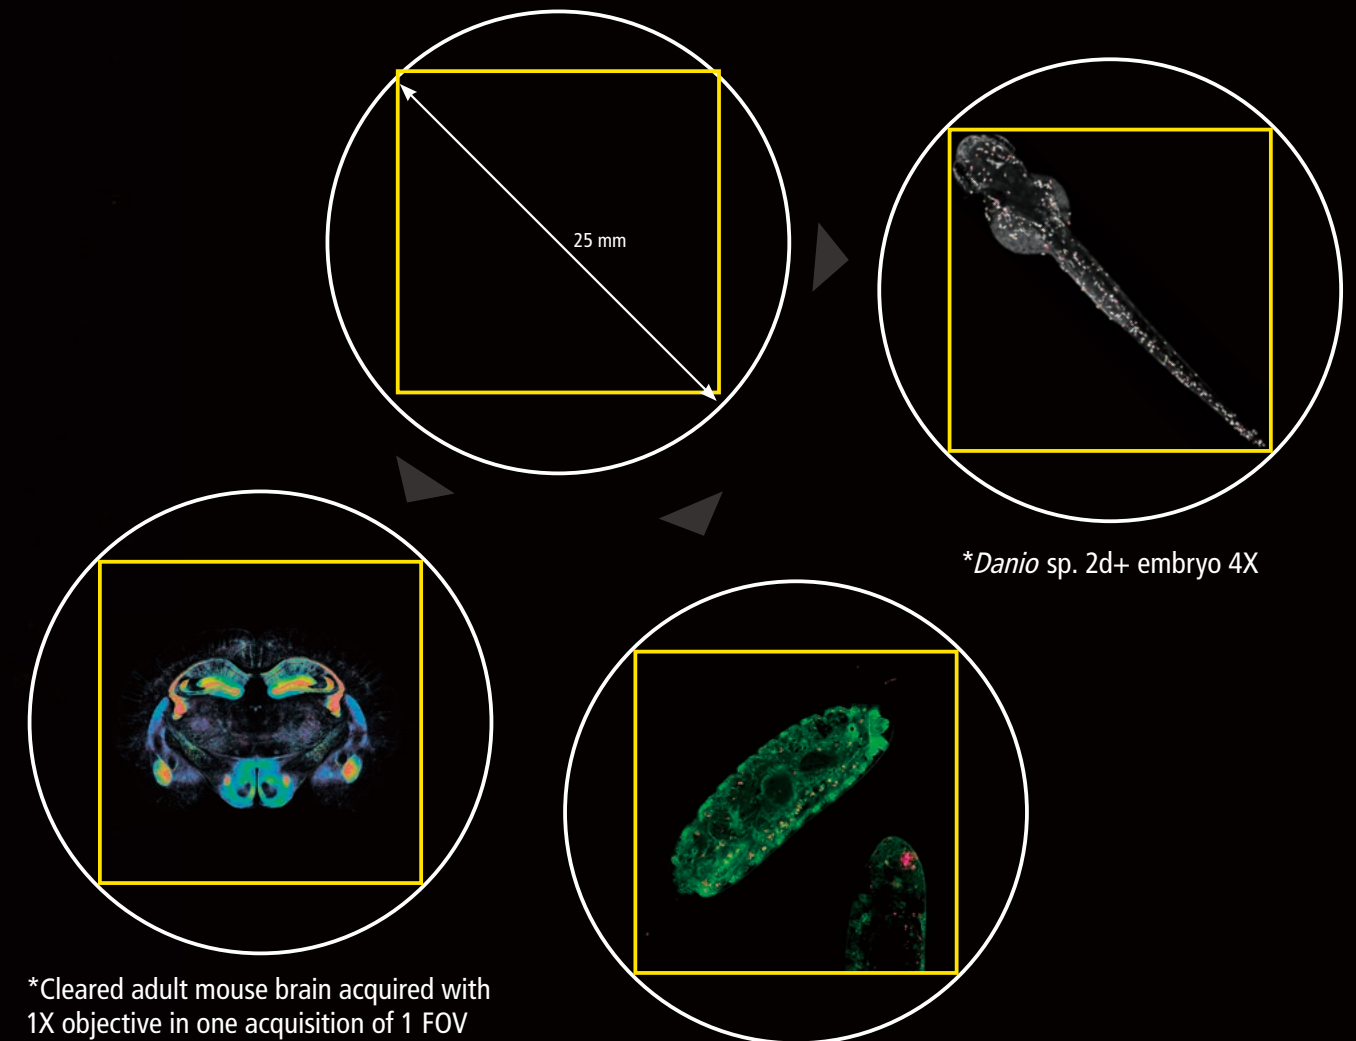 25 mm
*Danio sp. 2d+ embryo 4X
*Cleared adult mouse brain acquired with
1X objective in one acquisition of 1 FOV